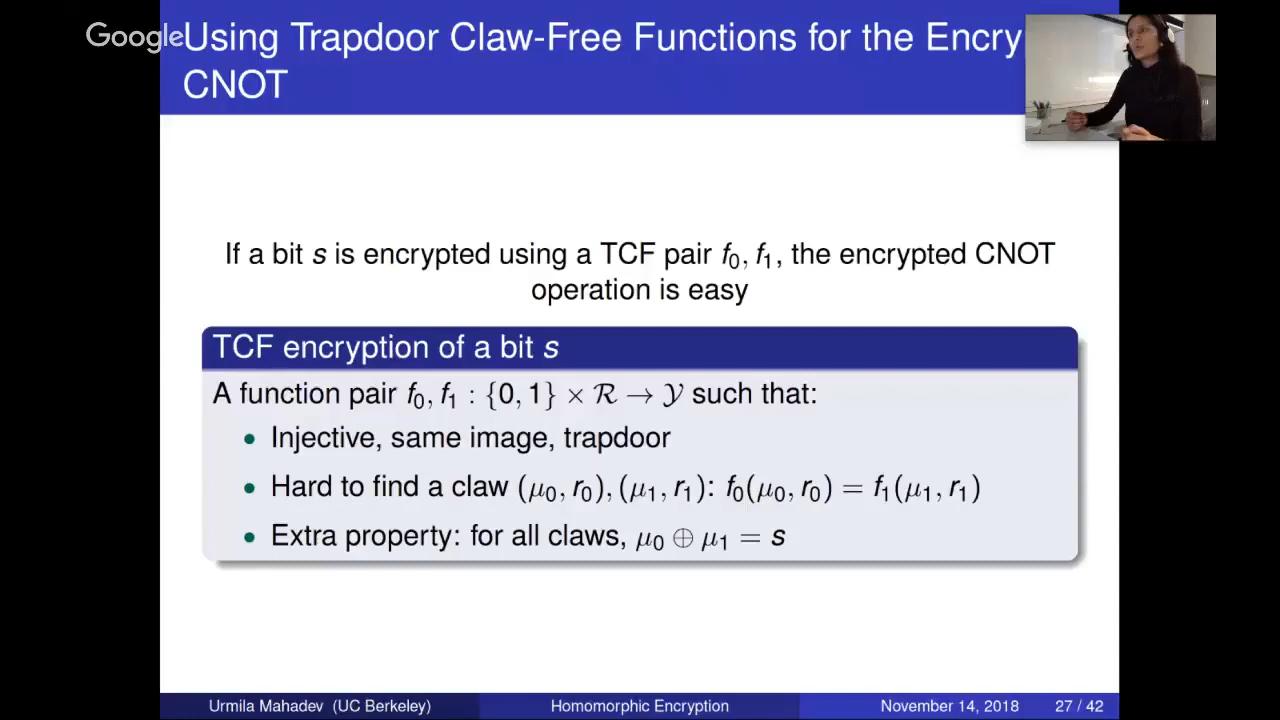 Google
Using Trapdoor Claw-Free Functions for the Encry
CNOT
If a bit s is encrypted using a TCF pair f₀, f₁, the encrypted CNOT
operation is easy
TCF encryption of a bit s
A function pair f₀, f₁ : {0, 1} × ℛ → 𝒴 such that:
• Injective, same image, trapdoor
• Hard to find a claw (μ₀, r₀), (μ₁, r₁): f₀(μ₀, r₀) = f₁(μ₁, r₁)
• Extra property: for all claws, μ₀ ⊕ μ₁ = s
Urmila Mahadev (UC Berkeley) Homomorphic Encryption November 14, 2018 27 / 42